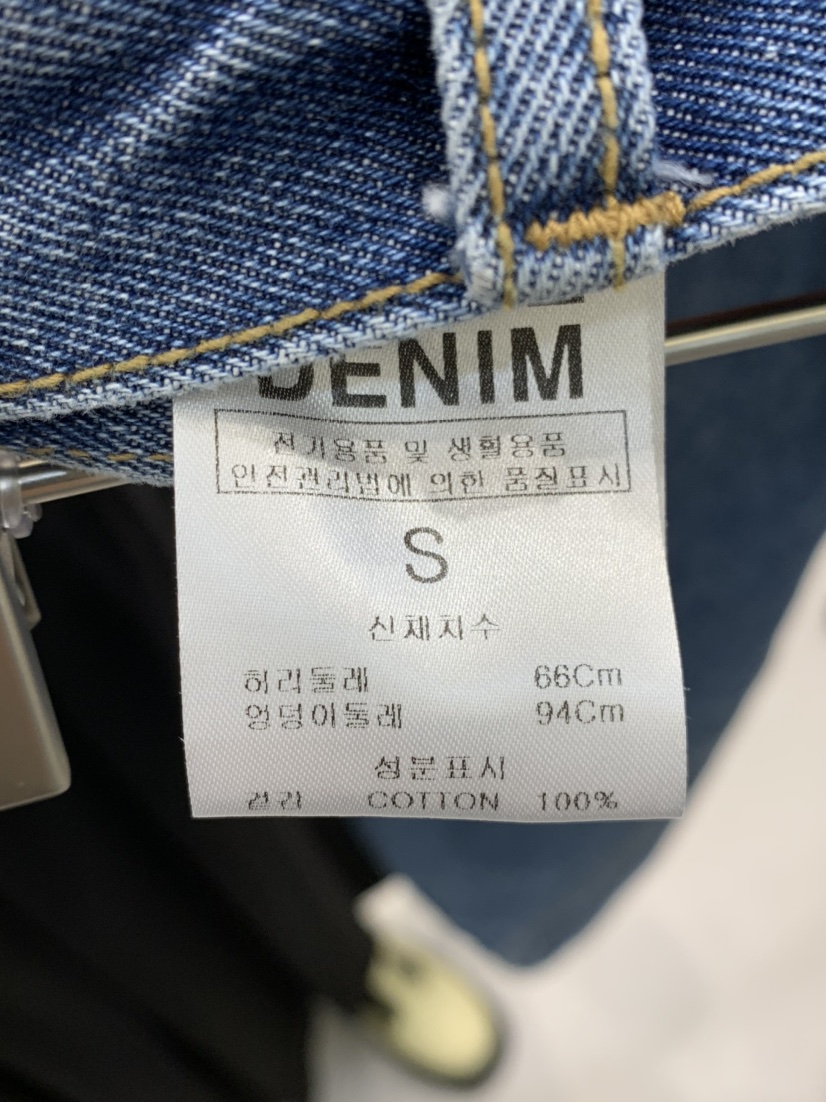 DENIM
전기용품 및 생활용품
안전관리법에 의한 품질표시
S
신체치수
허리둘레 66Cm
엉덩이둘레 94Cm
성분표시
겉감 COTTON 100%